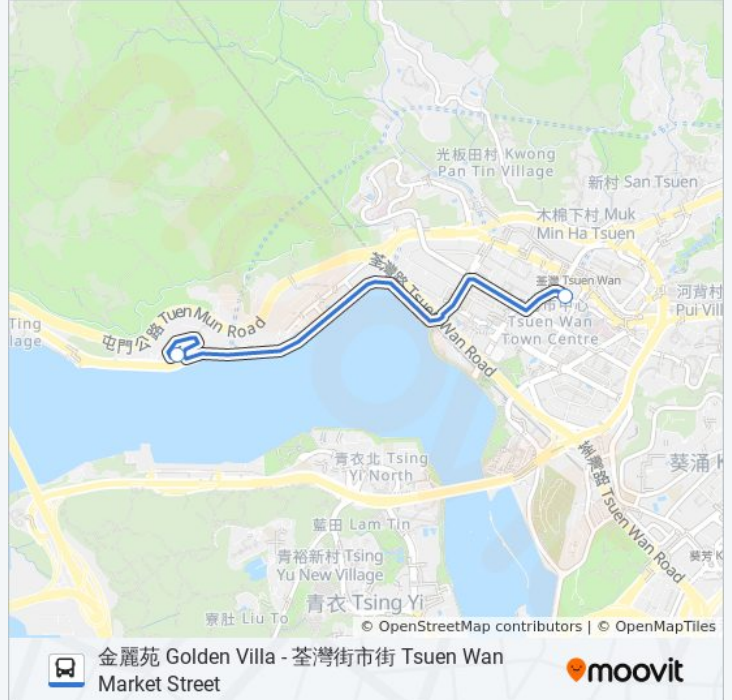 光板田村 Kwong
Pan Tin Village
新村 San Tsuen
木棉下村 Muk
Min Ha Tsuen
荃灣路 Tsuen Wan Road
荃灣 Tsuen Wan
市中心
Tsuen Wan
Town Centre
河背村
Pui Vill
屯門公路 Tuen Mun Road
Ting
lage
青衣北 Tsing
Yi North
荃灣路 Tsuen Wan Road
葵涌 K
藍田 Lam Tin
青裕新村 Tsing
Yu New Village
葵芳 K
青衣 Tsing Yi
寮肚 Liu To
© OpenStreetMap contributors | © OpenMapTiles
金麗苑 Golden Villa - 荃灣街市街 Tsuen Wan
Market Street
moovit